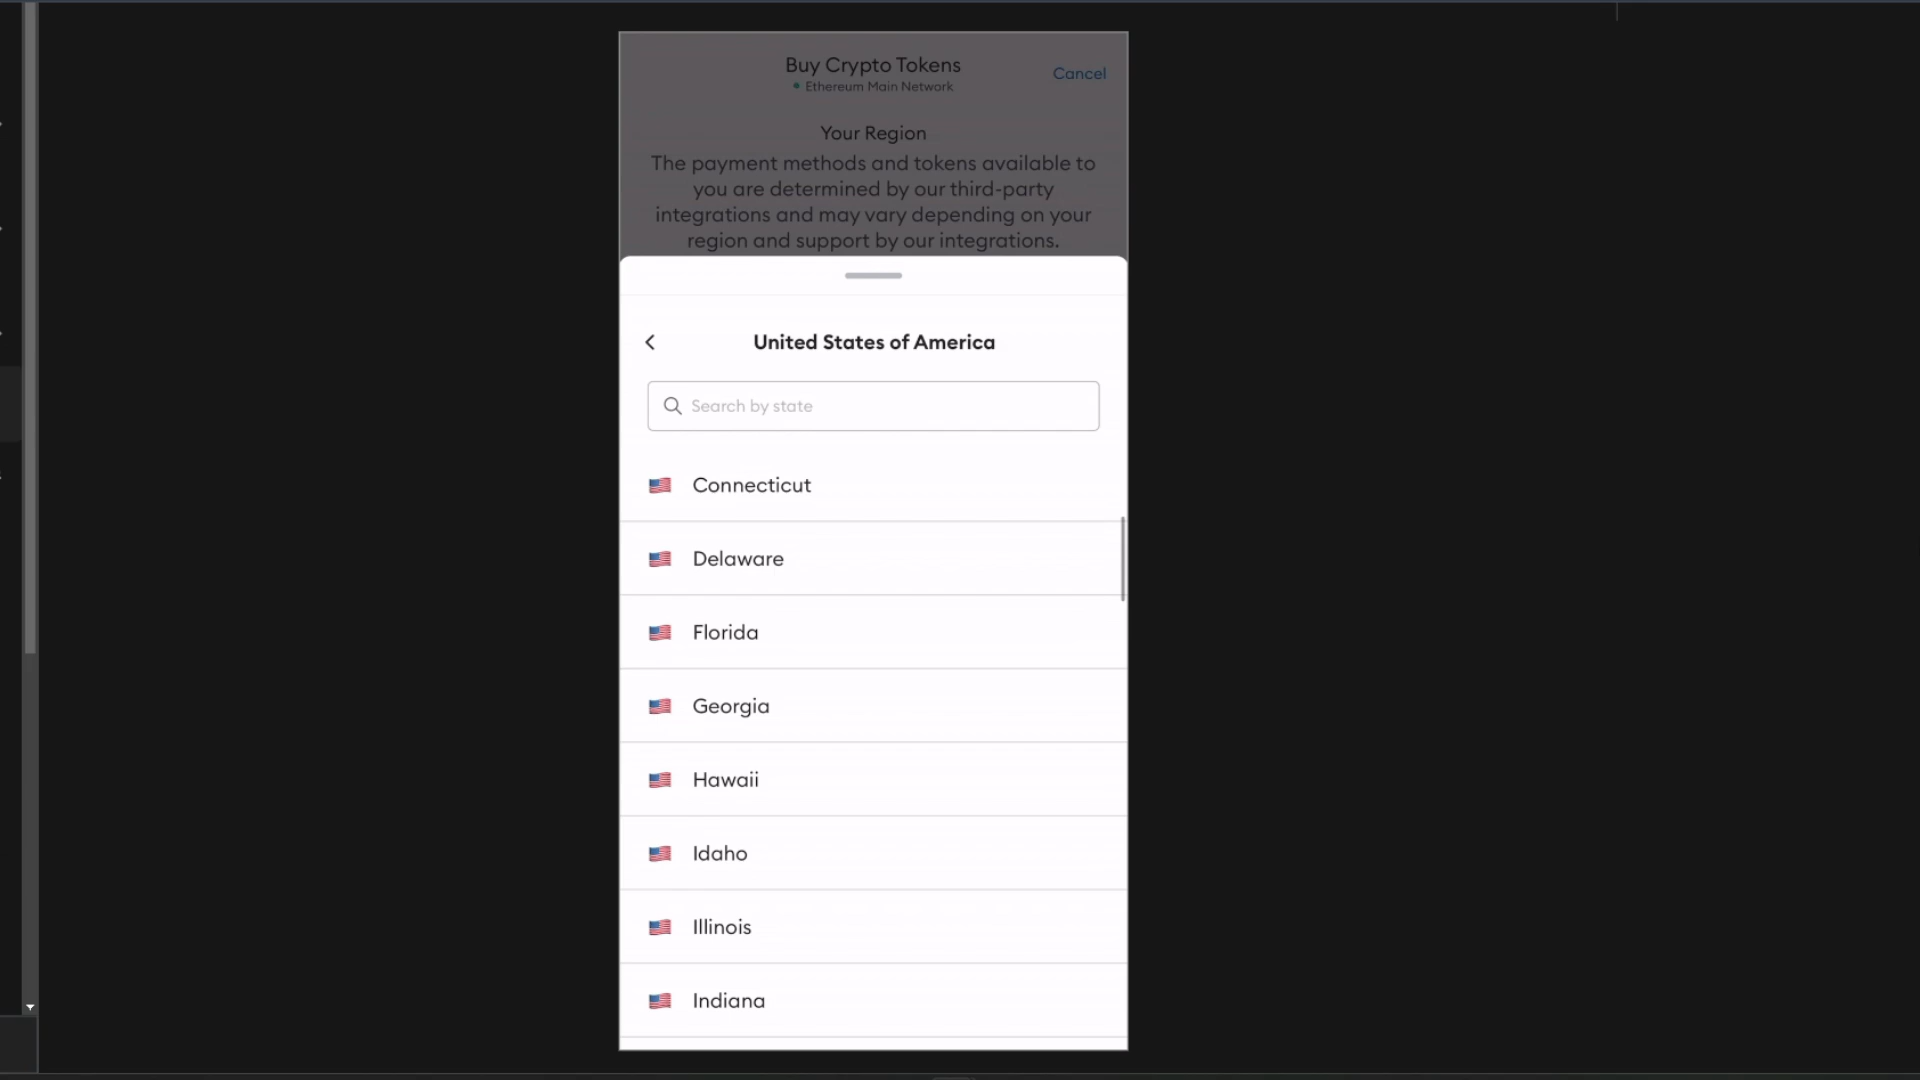 Buy Crypto Tokens
Cancel
Ethereum Main Network
Your Region
The payment methods and tokens available to
you are determined by our third-party
integrations and may vary depending on your
region and support by our integrations.
United States of America
Search by state
Connecticut
Delaware
Florida
Georgia
Hawaii
Idaho
Illinois
Indiana